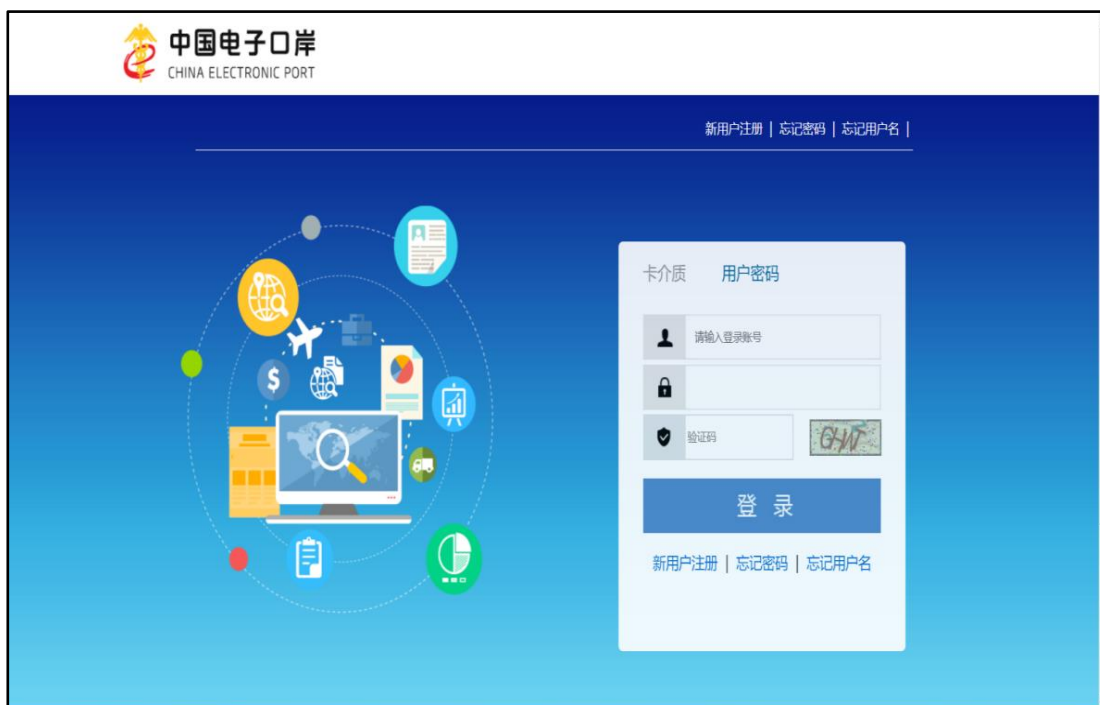 中国电子口岸
CHINA ELECTRONIC PORT
新用户注册 | 忘记密码 | 忘记用户名 |
卡介质 用户密码
请输入登录账号
验证码
登 录
新用户注册 | 忘记密码 | 忘记用户名